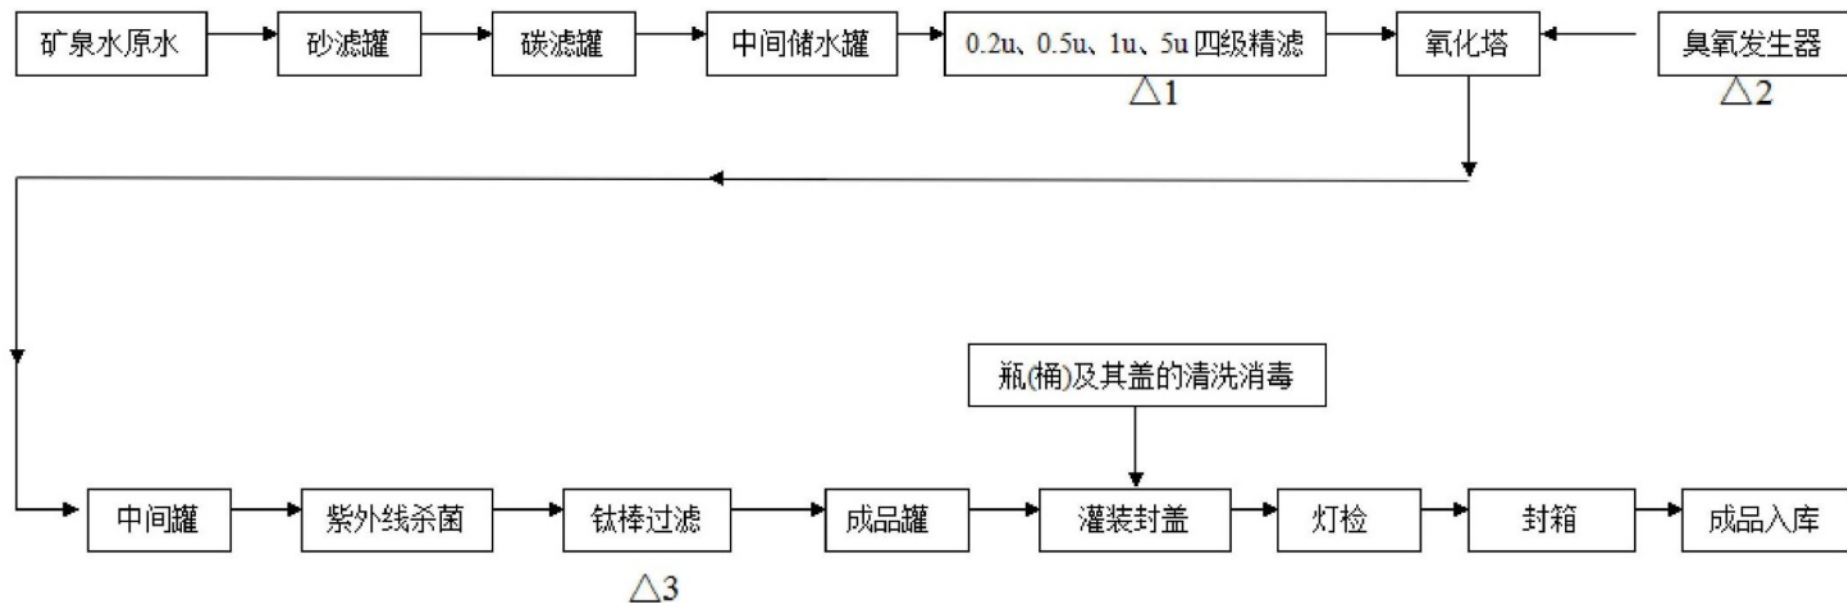 矿泉水原水
砂滤罐
碳滤罐
中间储水罐
0.2u、0.5u、1u、5u四级精滤
氧化塔
臭氧发生器
△1
△2
瓶(桶)及其盖的清洗消毒
中间罐
紫外线杀菌
钛棒过滤
成品罐
灌装封盖
灯检
封箱
成品入库
△3